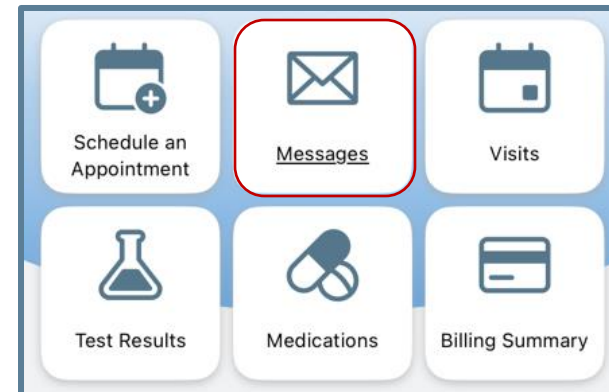 Schedule an
Appointment
Messages
Visits
Test Results
Medications
Billing Summary